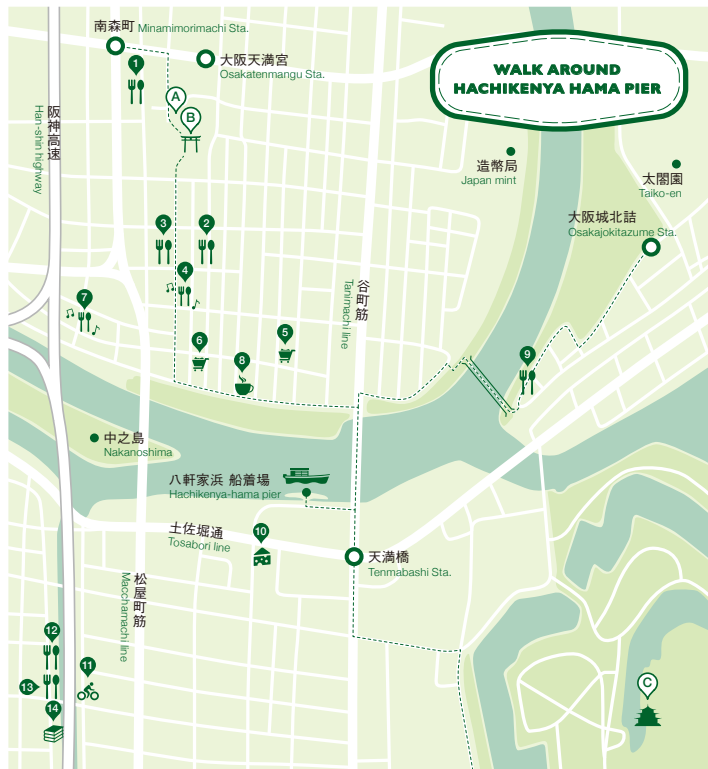 南森町 Minamimorimachi Sta.
大阪天満宮
Osakatenmangu Sta.
WALK AROUND
HACHIKENYA HAMA PIER
1
A
B
阪神高速
Han-shin highway
造幣局
Japan mint
太閤園
Taiko-en
大阪城北詰
Osakajokitazume Sta.
3
2
4
7
谷町筋
Tanimachi line
6
5
8
9
中之島
Nakanoshima
八軒家浜 船着場
Hachikenya-hama pier
土佐堀通
Tosabori line
10
天満橋
Tenmabashi Sta.
松屋町筋
Macchamachi line
12
11
13
14
C